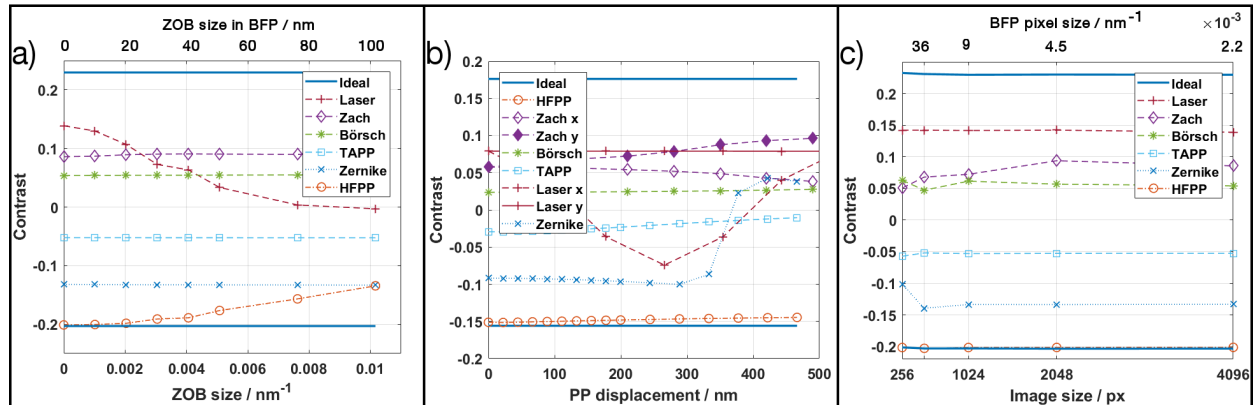 a)
ZOB size in BFP / nm
0 20 40 60 80 100
Contrast
0.2
0.1
0
-0.1
-0.2
Ideal
Laser
Zach
Börsch
TAPP
Zernike
HFPP
0 0.002 0.004 0.006 0.008 0.01
ZOB size / nm-1
b)
Contrast
0.2
0.15
0.1
0.05
0
-0.05
-0.1
-0.15
-0.2
Ideal
HFPP
Zach x
Zach y
Börsch
TAPP
Laser x
Laser y
Zernike
0 100 200 300 400 500
PP displacement / nm
c)
BFP pixel size / nm-1
×10-3
36 9 4.5 2.2
Contrast
0.2
0.15
0.1
0.05
0
-0.05
-0.1
-0.15
-0.2
Ideal
Laser
Zach
Börsch
TAPP
Zernike
HFPP
256 1024 2048 4096
Image size / px